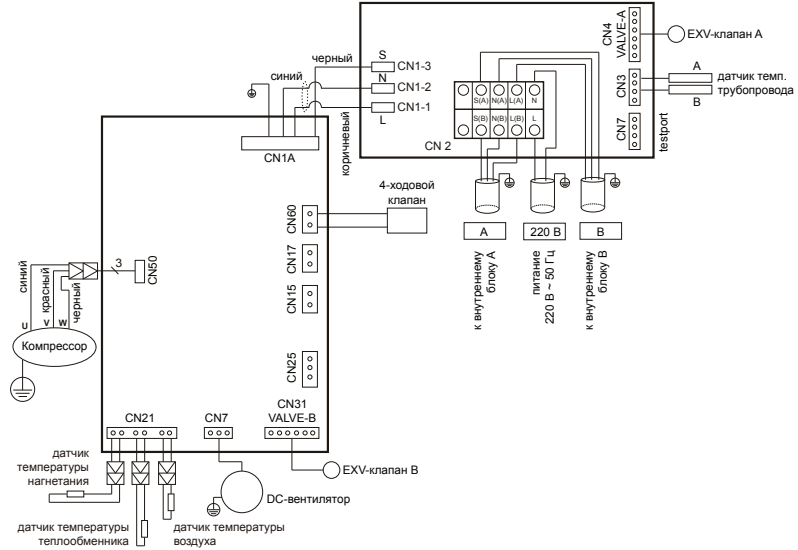 CN4
VALVE-A
EXV-клапан А
S
черный
CN1-3
N
синий
CN1-2
CN1-1
L
коричневый
CN3
A
датчик темп.
трубопровода
B
S(A) N(A) L(A) N
S(B) N(B) L(B) L
CN 2
CN7
testport
CN1A
4-ходовой
клапан
CN60
A
220 В
B
к внутреннему
блоку А
питание
220 В ~ 50 Гц
к внутреннему
блоку В
CN17
CN15
CN25
3
CN50
синий
красный
черный
U
V
W
Компрессор
CN21
CN7
CN31
VALVE-B
датчик
температуры
нагнетания
EXV-клапан В
DC-вентилятор
датчик температуры
теплообменника
датчик температуры
воздуха